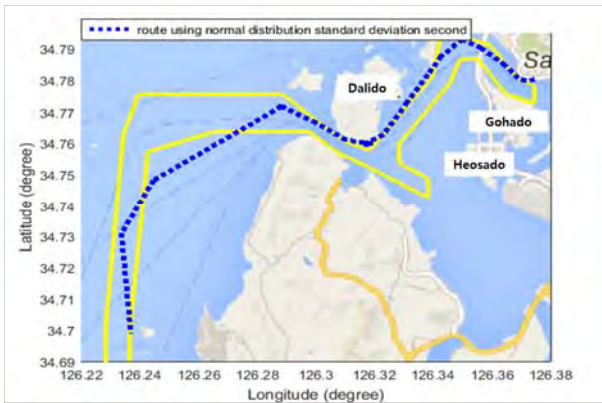 route using normal distribution standard deviation second
34.79
34.78
34.77
34.76
34.75
34.74
34.73
34.72
34.71
34.7
34.69
Latitude (degree)
Dalido
Sa
Gohado
Heosado
126.22 126.24 126.26 126.28 126.3 126.32 126.34 126.36 126.38
Longitude (degree)